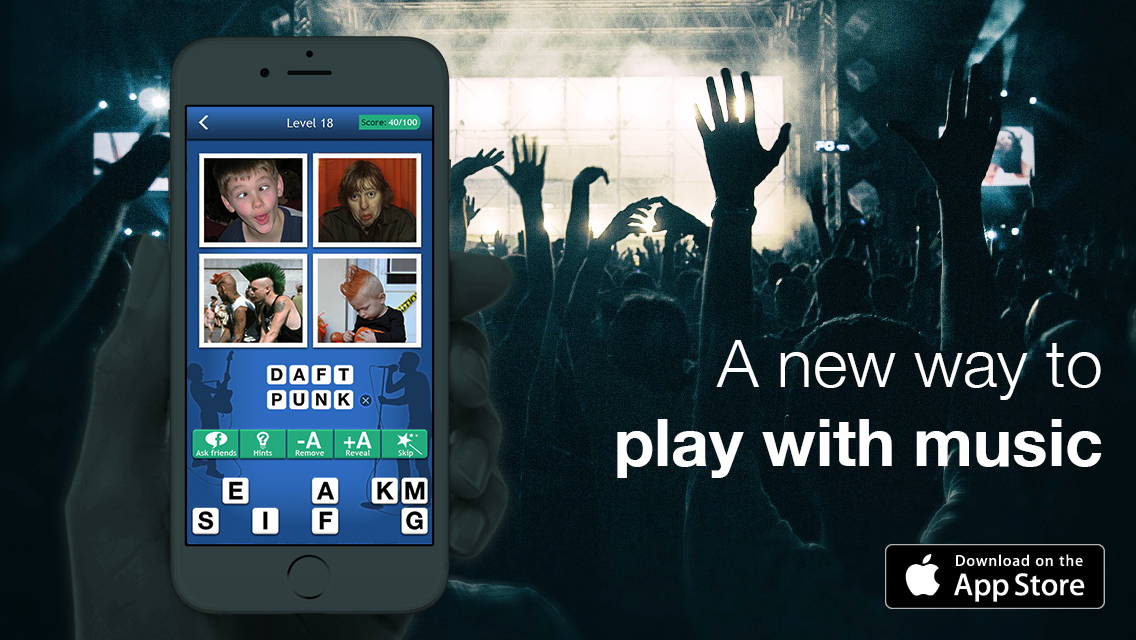 Level 18
Score: 40/100
DAFT
PUNK
Ask friends
Hints
-A
Remove
+A
Reveal
Skip
E A K M
S I F G
A new way to
play with music
Download on the
App Store